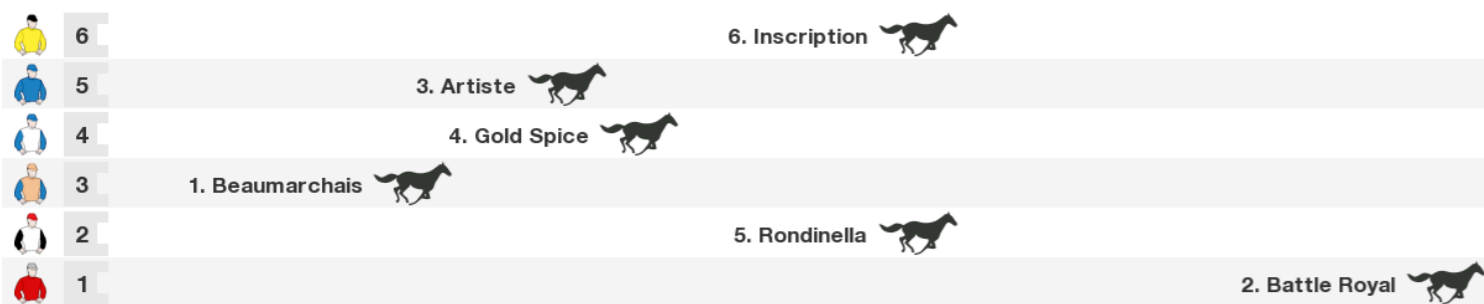 6 6. Inscription
5 3. Artiste
4 4. Gold Spice
3 1. Beaumarchais
2 5. Rondinella
1 2. Battle Royal